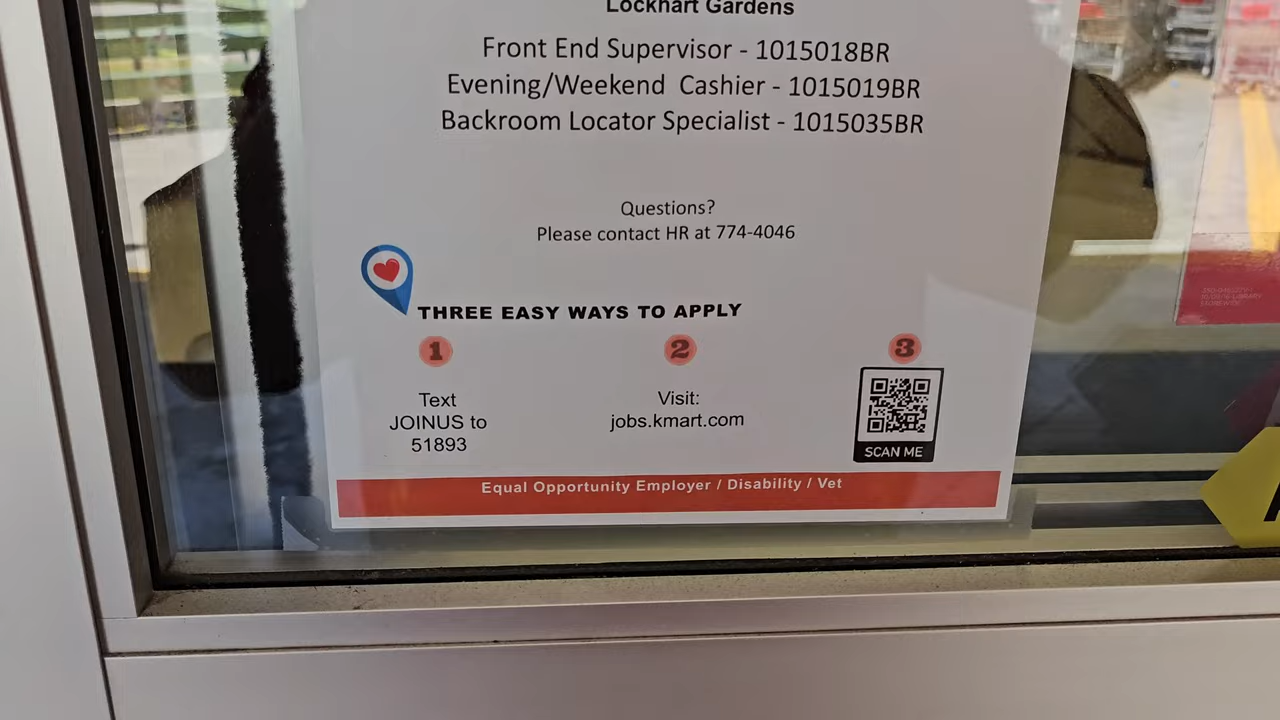 Lockhart Gardens
Front End Supervisor - 1015018BR
Evening/Weekend Cashier - 1015019BR
Backroom Locator Specialist - 1015035BR
Questions?
Please contact HR at 774-4046
THREE EASY WAYS TO APPLY
1
2
3
Text
JOINUS to
51893
Visit:
jobs.kmart.com
SCAN ME
Equal Opportunity Employer / Disability / Vet